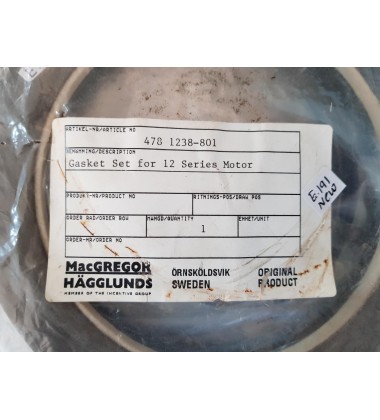 ARTIKEL-NR/ARTICLE NO
478 1238-801
BENÄMNING/DESCRIPTION
Gasket Set for 12 Series Motor
PRODUKT-NR/PRODUCT NO RITNINGS-POS/DRAW POS
ORDER RAD/ORDER ROW MÄNGD/QUANTITY ENHET/UNIT
1
ORDER-NR/ORDER NO
MacGREGOR
HÄGGLUNDS
MEMBER OF THE INCENTIVE GROUP
ÖRNSKÖLDSVIK
SWEDEN
ORIGINAL
PRODUCT
E.191
NEW